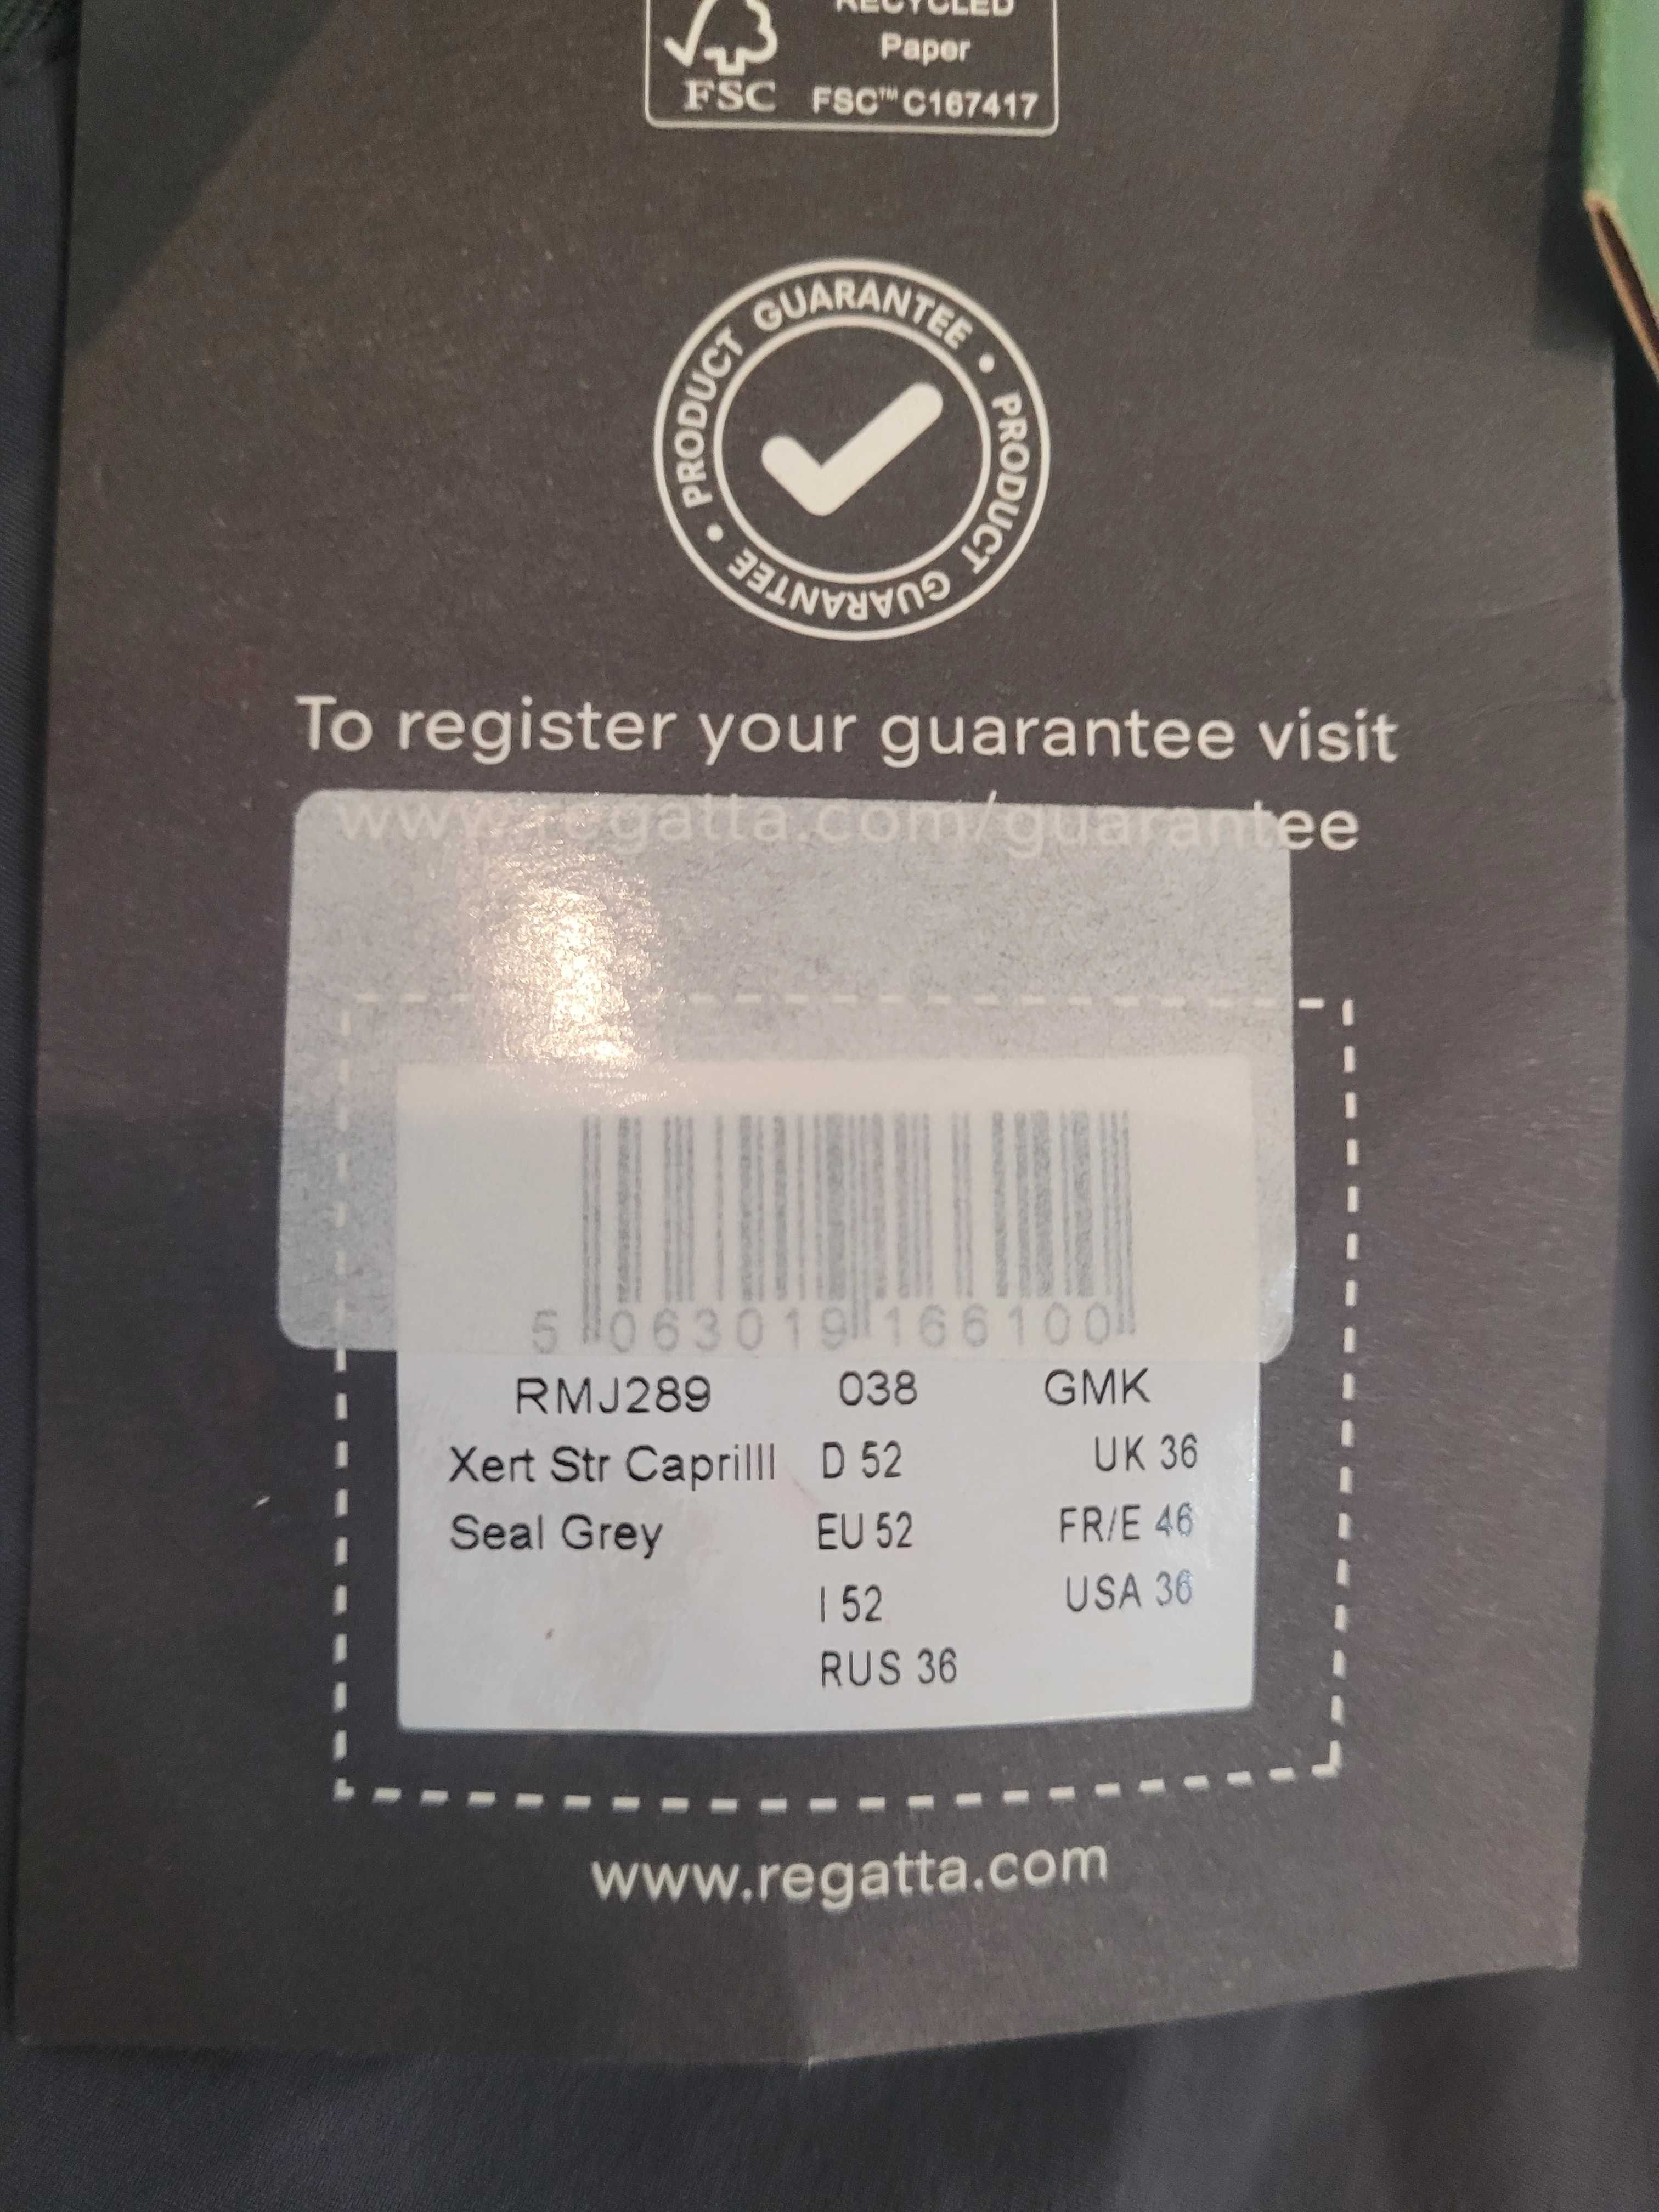 RECYCLED
Paper
FSC FSC™ C167417
PRODUCT GUARANTEE • PRODUCT GUARANTEE •
To register your guarantee visit
www.regatta.com/guarantee
5 063019 166100
RMJ289 038 GMK
Xert Str CapriIII D 52 UK 36
Seal Grey EU 52 FR/E 46
I 52 USA 36
RUS 36
www.regatta.com